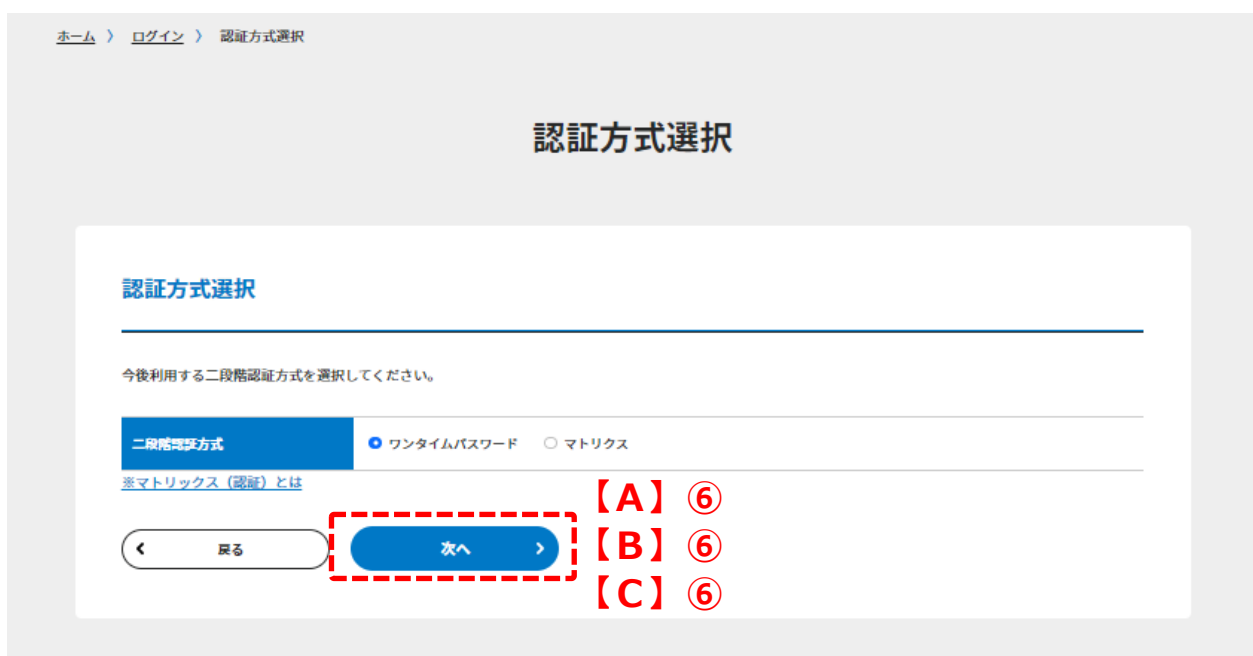 ホーム 〉 ログイン 〉 認証方式選択
認証方式選択
認証方式選択
今後利用する二段階認証方式を選択してください。
二段階認証方式 ワンタイムパスワード マトリクス
※マトリックス（認証）とは
【A】⑥
戻る 次へ 【B】⑥
【C】⑥